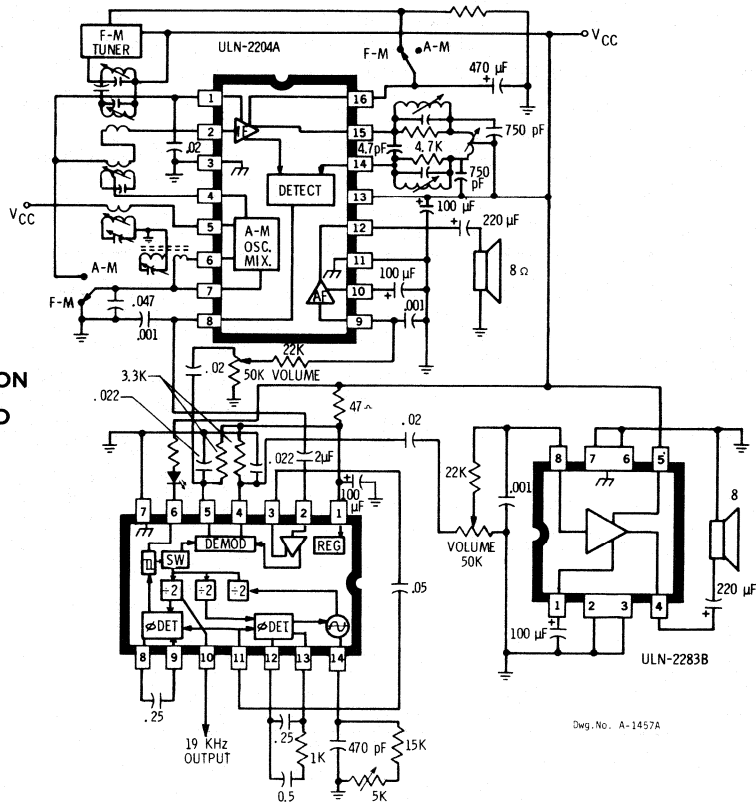 F-M
TUNER
ULN-2204A
F-M
A-M
V CC
470 µF
+
1
2
3
4
5
6
7
8
16
15
14
13
12
11
10
9
IF
DETECT
A-M
OSC.
MIX.
AF
.02
4.7pF
4.7K
750 pF
750
pF
100 µF
+
220 µF
+
8 Ω
100 µF
+
.001
V CC
A-M
F-M
.047
.001
22K
.02
50K
VOLUME
ON
D
3.3K
.022
.022
2µF
47 Ω
+
100
µF
.02
22K
VOLUME
50K
.001
7
6
5
4
3
2
1
DEMOD
REG
SW
÷2
÷2
÷2
ØDET
ØDET
8
9
10
11
12
13
14
.25
19 KHz
OUTPUT
.25
0.5
1K
470 pF
15K
5K
.05
8
7
6
5
1
2
3
4
100 µF
+
8
220 µF
+
ULN-2283B
Dwg.No. A-1457A